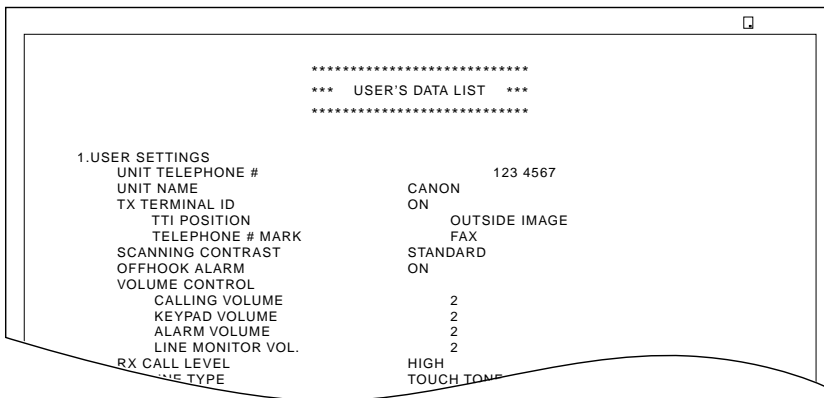 ***************************
*** USER'S DATA LIST ***
***************************
1.USER SETTINGS
UNIT TELEPHONE # 123 4567
UNIT NAME CANON
TX TERMINAL ID ON
TTI POSITION OUTSIDE IMAGE
TELEPHONE # MARK FAX
SCANNING CONTRAST STANDARD
OFFHOOK ALARM ON
VOLUME CONTROL
CALLING VOLUME 2
KEYPAD VOLUME 2
ALARM VOLUME 2
LINE MONITOR VOL. 2
RX CALL LEVEL HIGH
TYPE TOUCH TONE